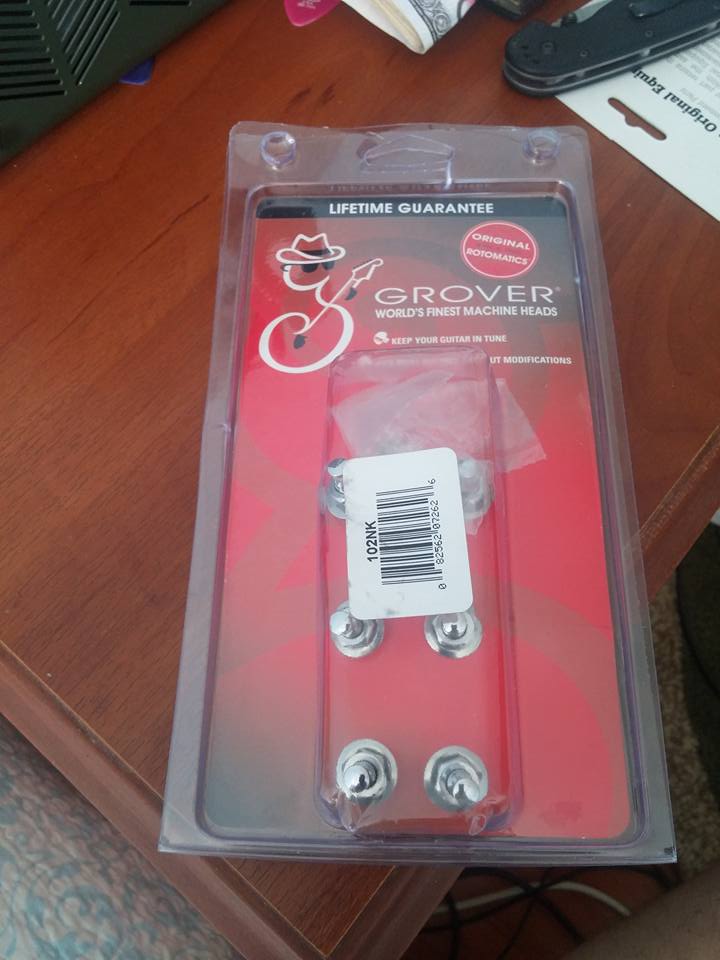 Original Equi
LIFETIME GUARANTEE
ORIGINAL
ROTOMATICS
GROVER®
WORLD'S FINEST MACHINE HEADS
KEEP YOUR GUITAR IN TUNE
UT MODIFICATIONS
102NK
0 82562 07262 6